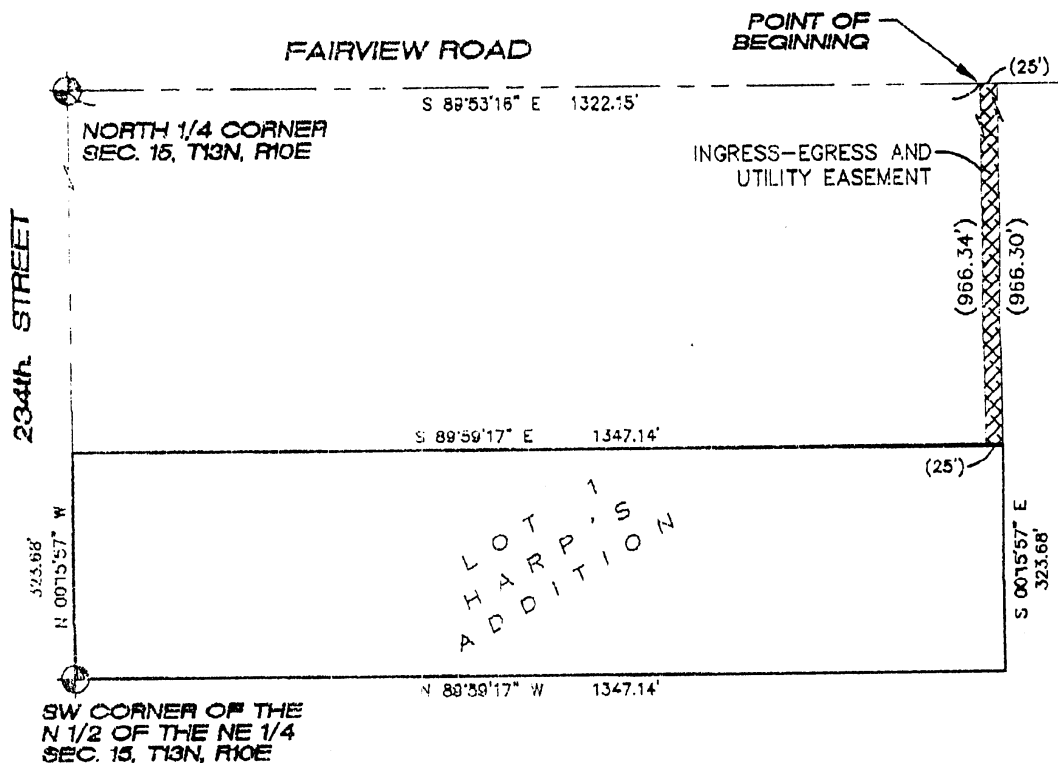 FAIRVIEW ROAD
POINT OF
BEGINNING
(25')
S 89°53'16" E 1322.15'
NORTH 1/4 CORNER
SEC. 15, T13N, R10E
INGRESS-EGRESS AND
UTILITY EASEMENT
(966.34')
(966.30')
234th. STREET
S 89°59'17" E 1347.14'
(25')
323.68'
N 00°15'57" W
LOT 1
HARP'S
ADDITION
S 00°15'57" E
323.68'
N 89°59'17" W 1347.14'
SW CORNER OF THE
N 1/2 OF THE NE 1/4
SEC. 15, T13N, R10E